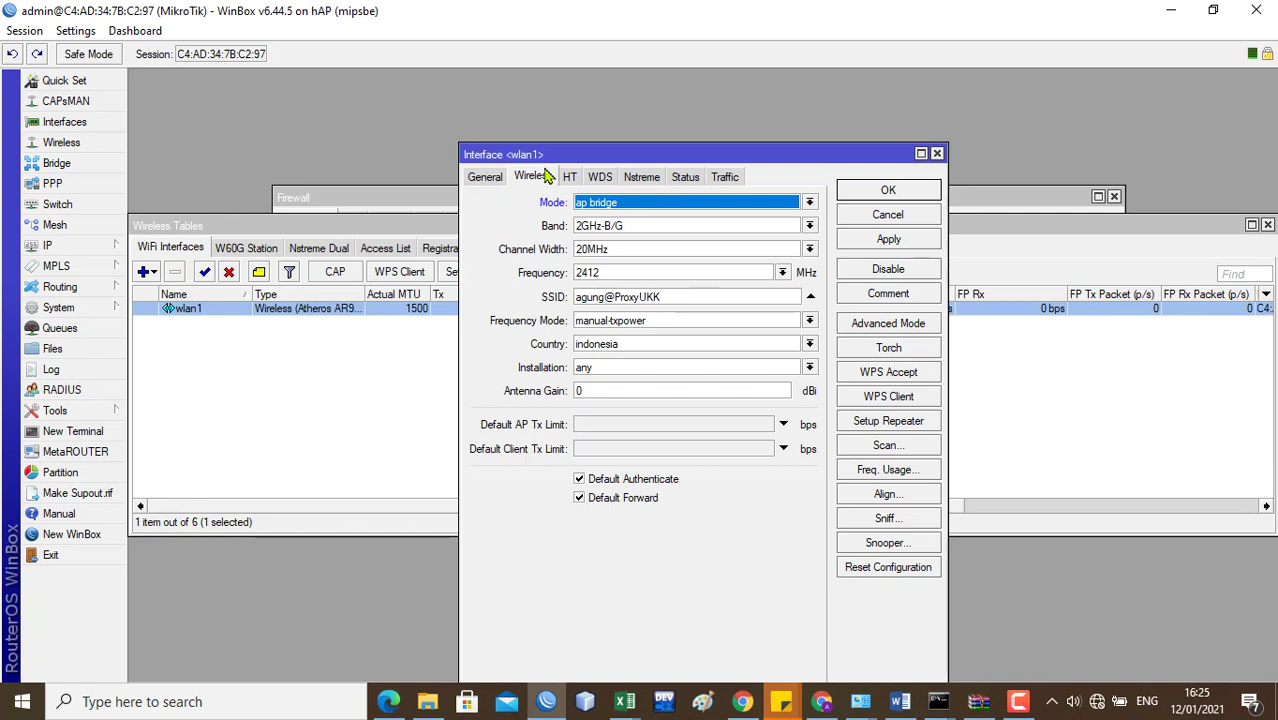 admin@C4:AD:34:7B:C2:97 (MikroTik) - WinBox v6.44.5 on hAP (mipsbe)
Session Settings Dashboard
Safe Mode Session: C4:AD:34:7B:C2:97
Quick Set
CAPsMAN
Interfaces
Wireless
Bridge
PPP
Switch
Mesh
IP
MPLS
Routing
System
Queues
Files
Log
RADIUS
Tools
New Terminal
MetaROUTER
Partition
Make Supout.rif
Manual
New WinBox
Exit
RouterOS WinBox
Firewall
Wireless Tables
WiFi Interfaces W60G Station Nstreme Dual Access List Registra
CAP WPS Client Se
Find
Name Type Actual MTU Tx
FP Rx FP Tx Packet (p/s) FP Rx Packet (p/s)
wlan1 Wireless (Atheros AR9... 1500
0 bps 0 0 C4:
1 item out of 6 (1 selected)
Interface <wlan1>
General Wireless HT WDS Nstreme Status Traffic
Mode: ap bridge
Band: 2GHz-B/G
Channel Width: 20MHz
Frequency: 2412 MHz
SSID: agung@ProxyUKK
Frequency Mode: manual-txpower
Country: indonesia
Installation: any
Antenna Gain: 0 dBi
Default AP Tx Limit: bps
Default Client Tx Limit: bps
Default Authenticate
Default Forward
OK
Cancel
Apply
Disable
Comment
Advanced Mode
Torch
WPS Accept
WPS Client
Setup Repeater
Scan...
Freq. Usage...
Align...
Sniff...
Snooper...
Reset Configuration
Type here to search
DEV
ENG
16:25
12/01/2021
7